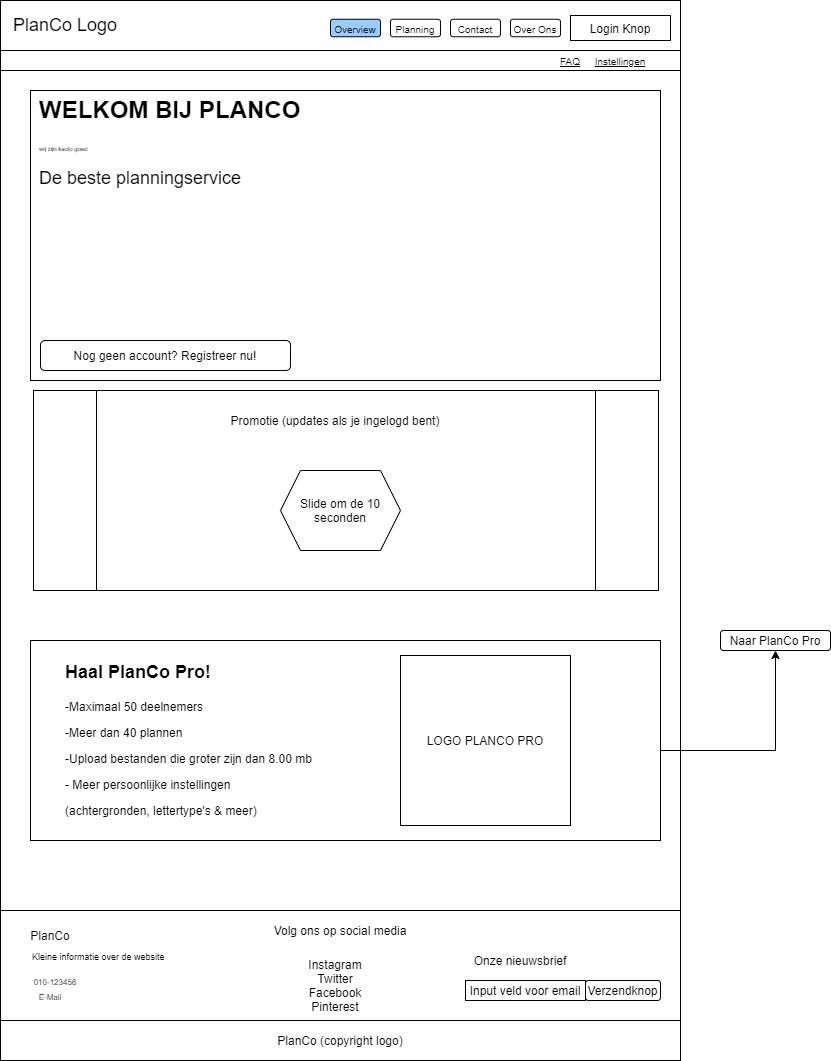 PlanCo Logo
Overview
Planning
Contact
Over Ons
Login Knop
FAQ
Instellingen
WELKOM BIJ PLANCO
wij zijn kaolo goed
De beste planningservice
Nog geen account? Registreer nu!
Promotie (updates als je ingelogd bent)
Slide om de 10
seconden
Naar PlanCo Pro
Haal PlanCo Pro!
-Maximaal 50 deelnemers
-Meer dan 40 plannen
-Upload bestanden die groter zijn dan 8.00 mb
- Meer persoonlijke instellingen
(achtergronden, lettertype's & meer)
LOGO PLANCO PRO
PlanCo
Kleine informatie over de website
010-123456
E-Mail
Volg ons op social media
Instagram
Twitter
Facebook
Pinterest
Onze nieuwsbrief
Input veld voor email
Verzendknop
PlanCo (copyright logo)